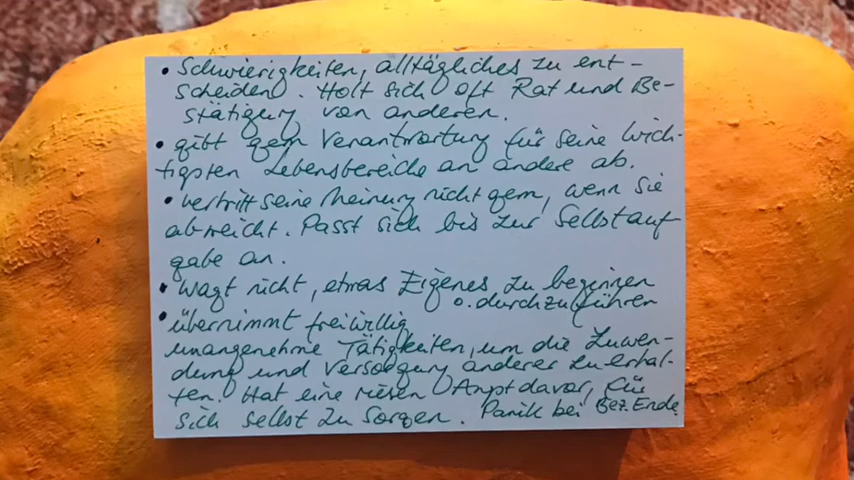 • Schwierigkeiten, alltägliches zu ent-
scheiden. Holt sich oft Rat und Be-
stätigung von anderen.
• gibt gern Verantwortung für seine wich-
tigsten Lebensbereiche an andere ab.
• vertritt seine Meinung nicht gern, wenn sie
abweicht. Passt sich bis zur Selbstauf
gabe an.
• wagt nicht, etwas Eigenes zu beginnen
o. durchzuführen
• übernimmt freiwillig
unangenehme Tätigkeiten, um die Zuwen-
dung und Versorgung anderer zu erhal-
ten. Hat eine riesen Angst davor, für
sich selbst zu sorgen. Panik bei Bez. Ende